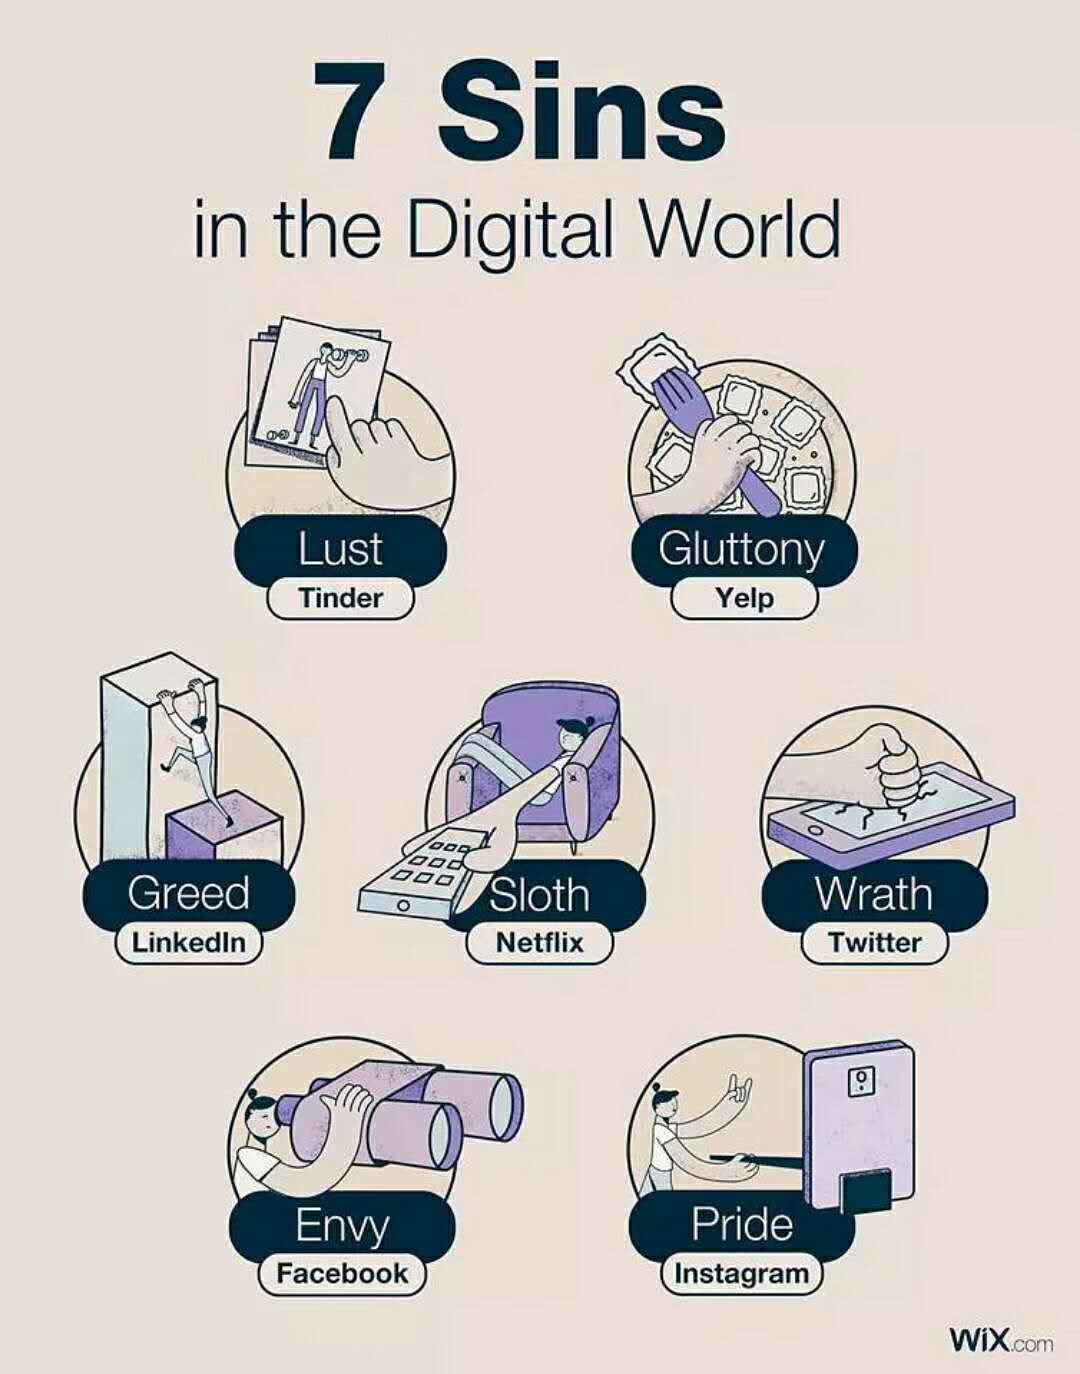 7 Sins
in the Digital World
Lust
Tinder
Gluttony
Yelp
Greed
LinkedIn
Sloth
Netflix
Wrath
Twitter
Envy
Facebook
Pride
Instagram
WiX.com